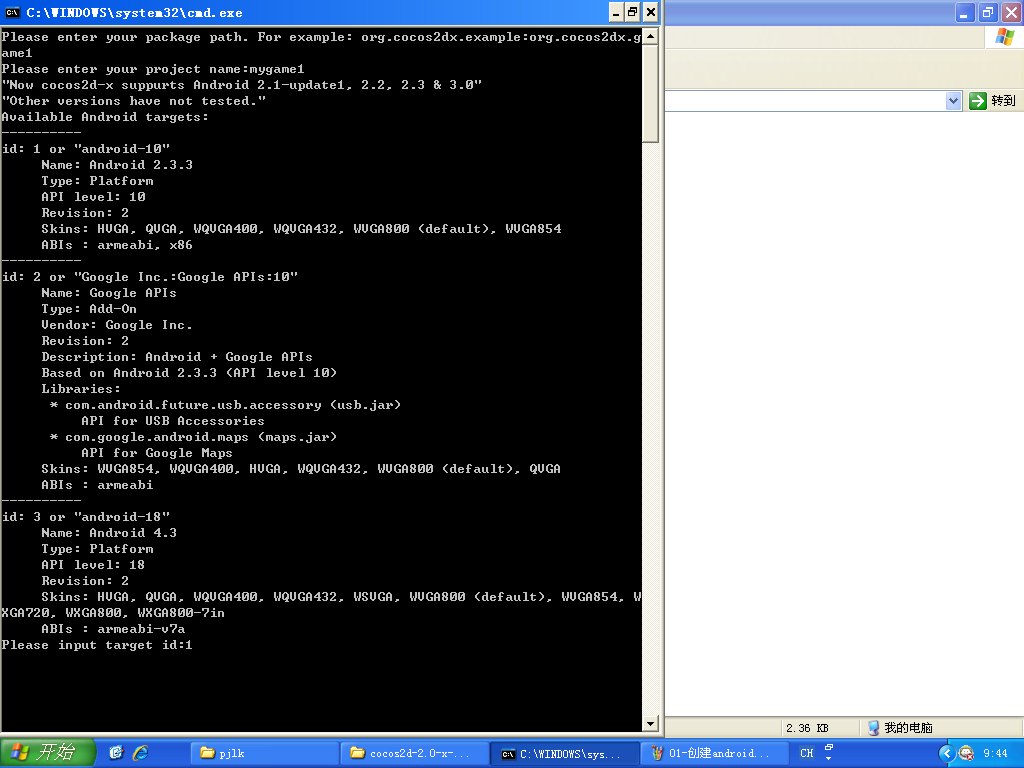 C:\WINDOWS\system32\cmd.exe
Please enter your package path. For example: org.cocos2dx.example:org.cocos2dx.g
ame1
Please enter your project name:mygame1
"Now cocos2d-x suppurts Android 2.1-update1, 2.2, 2.3 & 3.0"
"Other versions have not tested."
Available Android targets:
----------
id: 1 or "android-10"
Name: Android 2.3.3
Type: Platform
API level: 10
Revision: 2
Skins: HVGA, QVGA, WQVGA400, WQVGA432, WVGA800 (default), WVGA854
ABIs : armeabi, x86
----------
id: 2 or "Google Inc.:Google APIs:10"
Name: Google APIs
Type: Add-On
Vendor: Google Inc.
Revision: 2
Description: Android + Google APIs
Based on Android 2.3.3 (API level 10)
Libraries:
* com.android.future.usb.accessory (usb.jar)
API for USB Accessories
* com.google.android.maps (maps.jar)
API for Google Maps
Skins: WVGA854, WQVGA400, HVGA, WQVGA432, WVGA800 (default), QVGA
ABIs : armeabi
----------
id: 3 or "android-18"
Name: Android 4.3
Type: Platform
API level: 18
Revision: 2
Skins: HVGA, QVGA, WQVGA400, WQVGA432, WSVGA, WVGA800 (default), WVGA854, W
XGA720, WXGA800, WXGA800-7in
ABIs : armeabi-v7a
Please input target id:1
转到
2.36 KB 我的电脑
开始 pjlk cocos2d-2.0-x-... C:\WINDOWS\sys... 01-创建android... CH 9:44